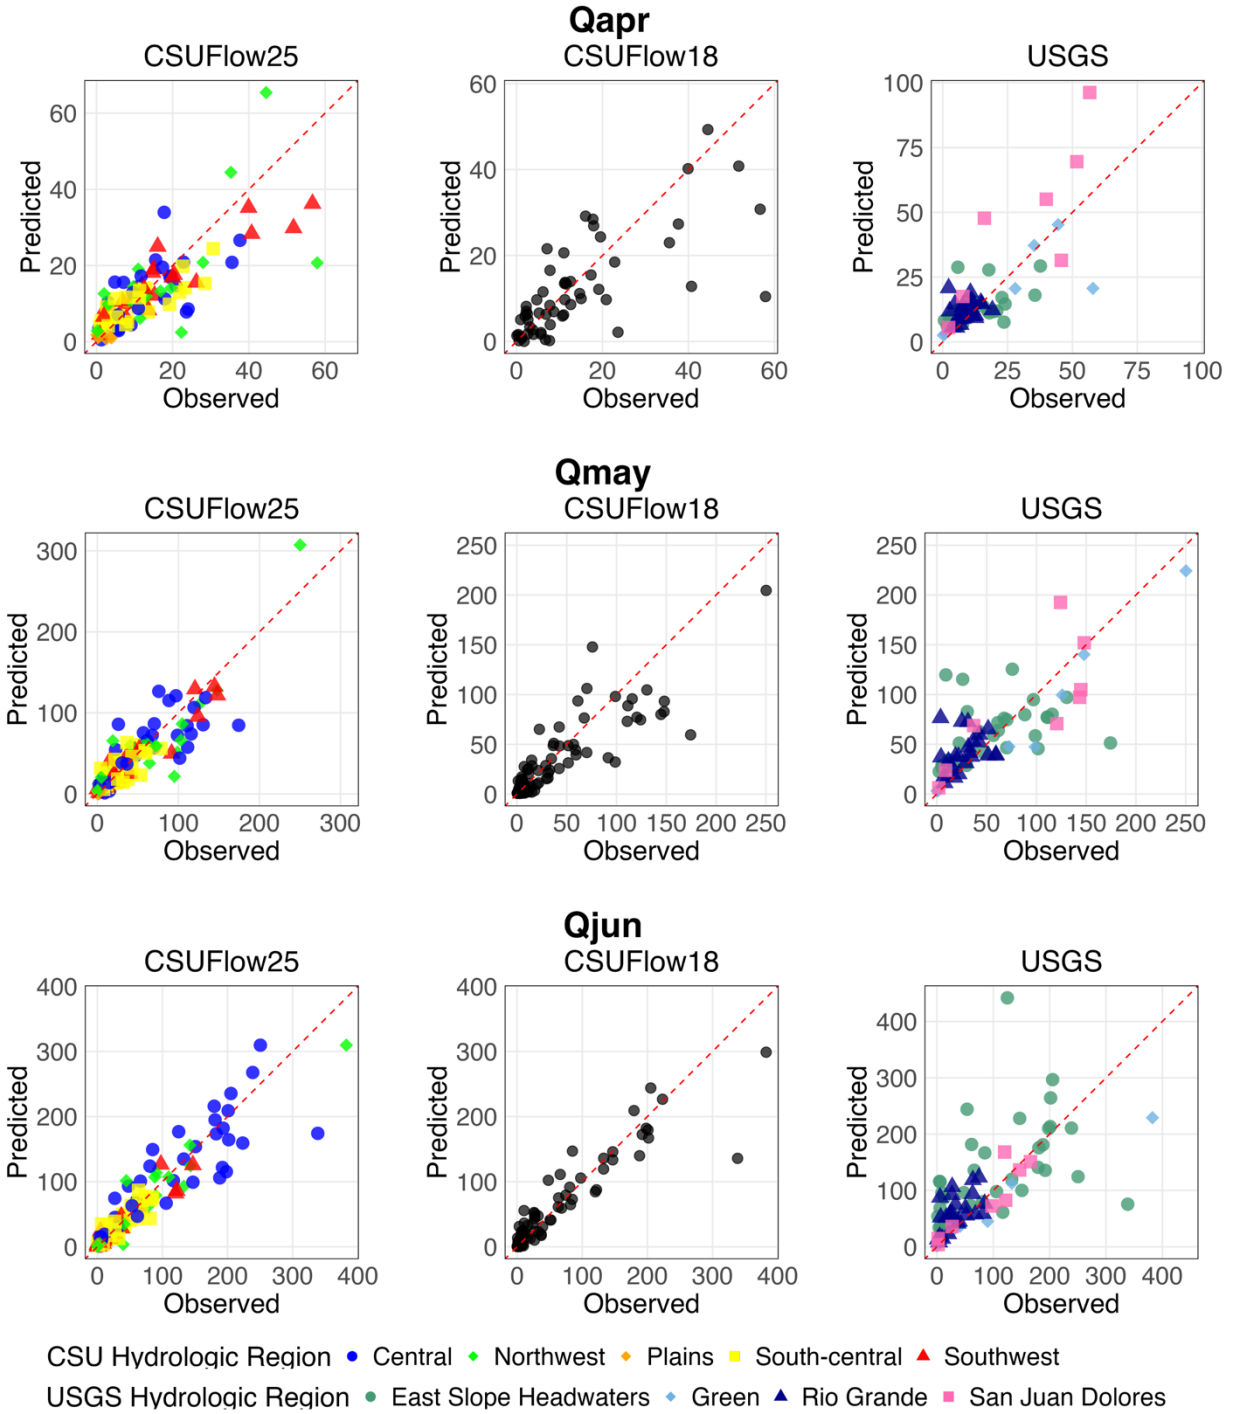 Qapr
CSUFlow25 CSUFlow18 USGS
Predicted 60 40 20 0
0 20 40 60
Observed
Predicted 60 40 20 0
0 20 40 60
Observed
Predicted 100 75 50 25 0
0 25 50 75 100
Observed
Qmay
CSUFlow25 CSUFlow18 USGS
Predicted 300 200 100 0
0 100 200 300
Observed
Predicted 250 200 150 100 50 0
0 50 100 150 200 250
Observed
Predicted 250 200 150 100 50 0
0 50 100 150 200 250
Observed
Qjun
CSUFlow25 CSUFlow18 USGS
Predicted 400 300 200 100 0
0 100 200 300 400
Observed
Predicted 400 300 200 100 0
0 100 200 300 400
Observed
Predicted 400 300 200 100 0
0 100 200 300 400
Observed
CSU Hydrologic Region Central Northwest Plains South-central Southwest
USGS Hydrologic Region East Slope Headwaters Green Rio Grande San Juan Dolores